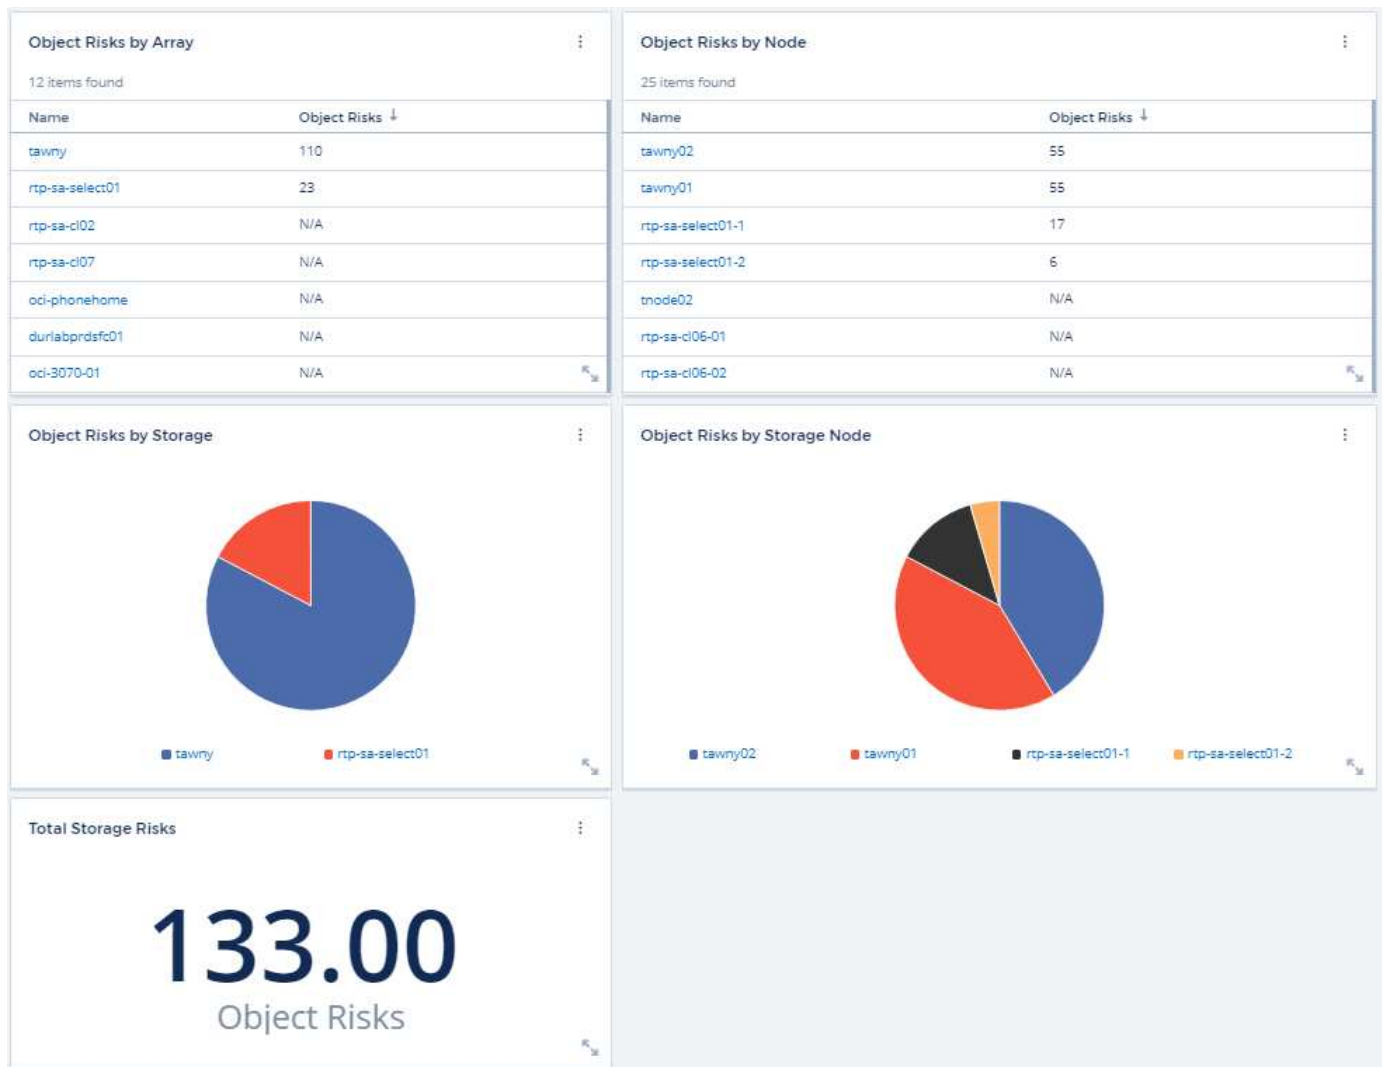 Object Risks by Array
12 items found
Name Object Risks ↓
tawny 110
rtp-sa-select01 23
rtp-sa-cl02 N/A
rtp-sa-cl07 N/A
oci-phonehome N/A
durlabprdsfc01 N/A
oci-3070-01 N/A
Object Risks by Node
25 items found
Name Object Risks ↓
tawny02 55
tawny01 55
rtp-sa-select01-1 17
rtp-sa-select01-2 6
tnode02 N/A
rtp-sa-cl06-01 N/A
rtp-sa-cl06-02 N/A
Object Risks by Storage
tawny rtp-sa-select01
Object Risks by Storage Node
tawny02 tawny01 rtp-sa-select01-1 rtp-sa-select01-2
Total Storage Risks
133.00
Object Risks